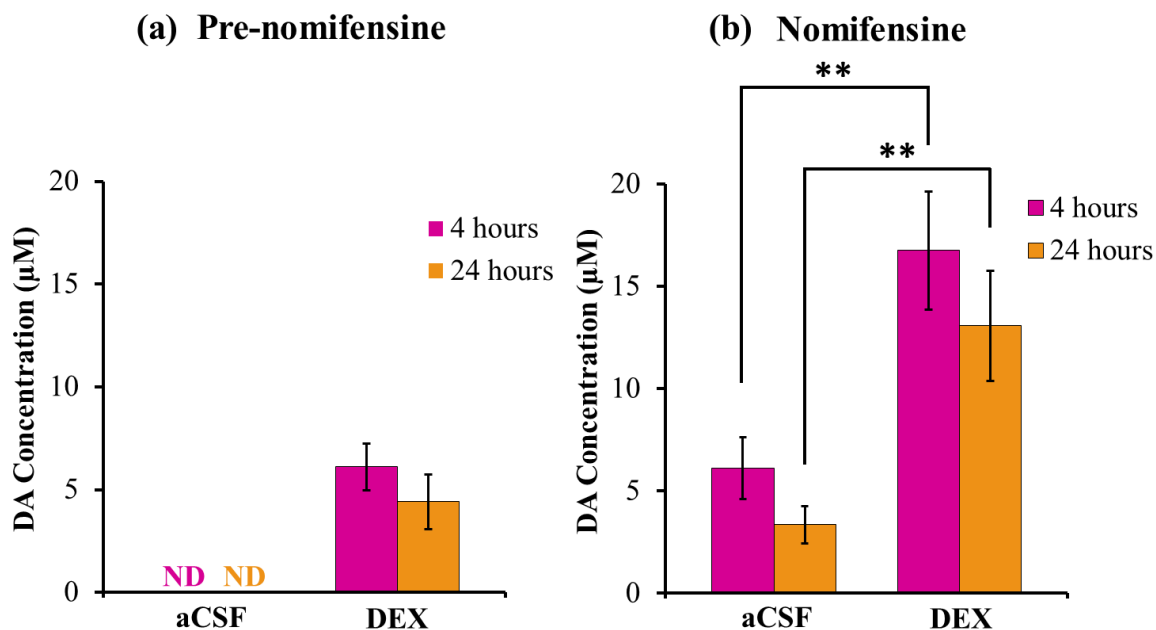 (a) Pre-nomifensine
(b) Nomifensine
**
**
DA Concentration (µM)
20
15
10
5
0
4 hours
24 hours
ND ND
aCSF DEX
DA Concentration (µM)
20
15
10
5
0
4 hours
24 hours
aCSF DEX